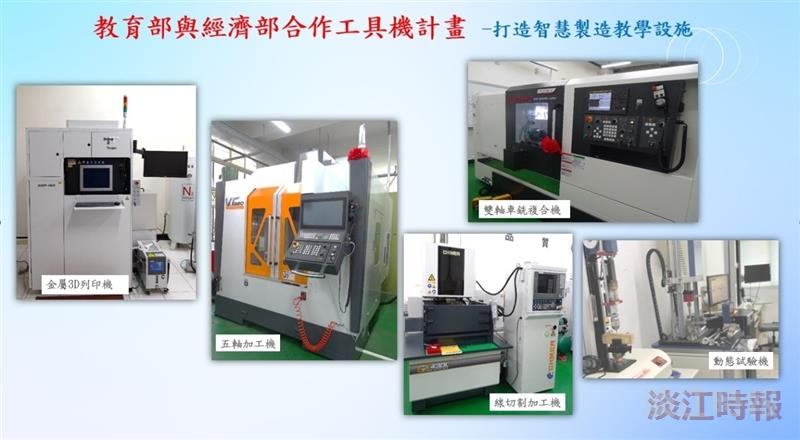 教育部與經濟部合作工具機計畫 -打造智慧製造教學設施
金屬3D列印機
五軸加工機
雙軸車銑複合機
CHMER
線切割加工機
動態試驗機
淡江時報